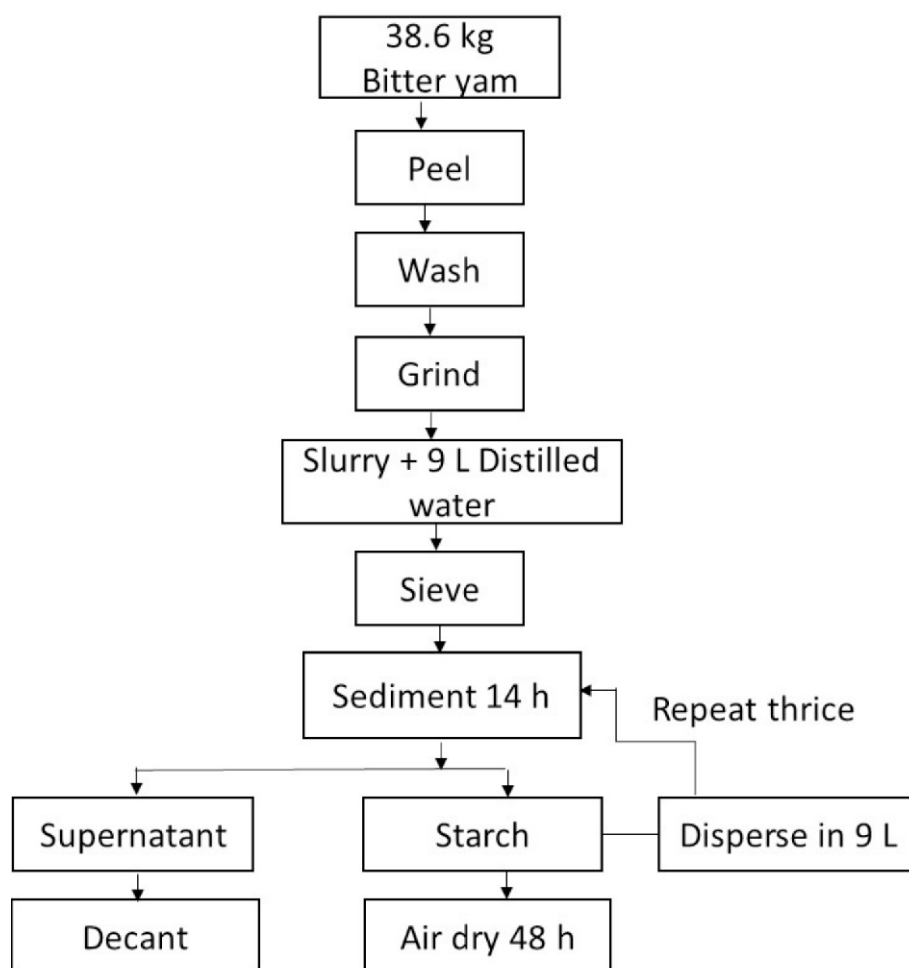 38.6 kg
Bitter yam
Peel
Wash
Grind
Slurry + 9 L Distilled
water
Sieve
Sediment 14 h
Repeat thrice
Supernatant
Starch
Disperse in 9 L
Decant
Air dry 48 h